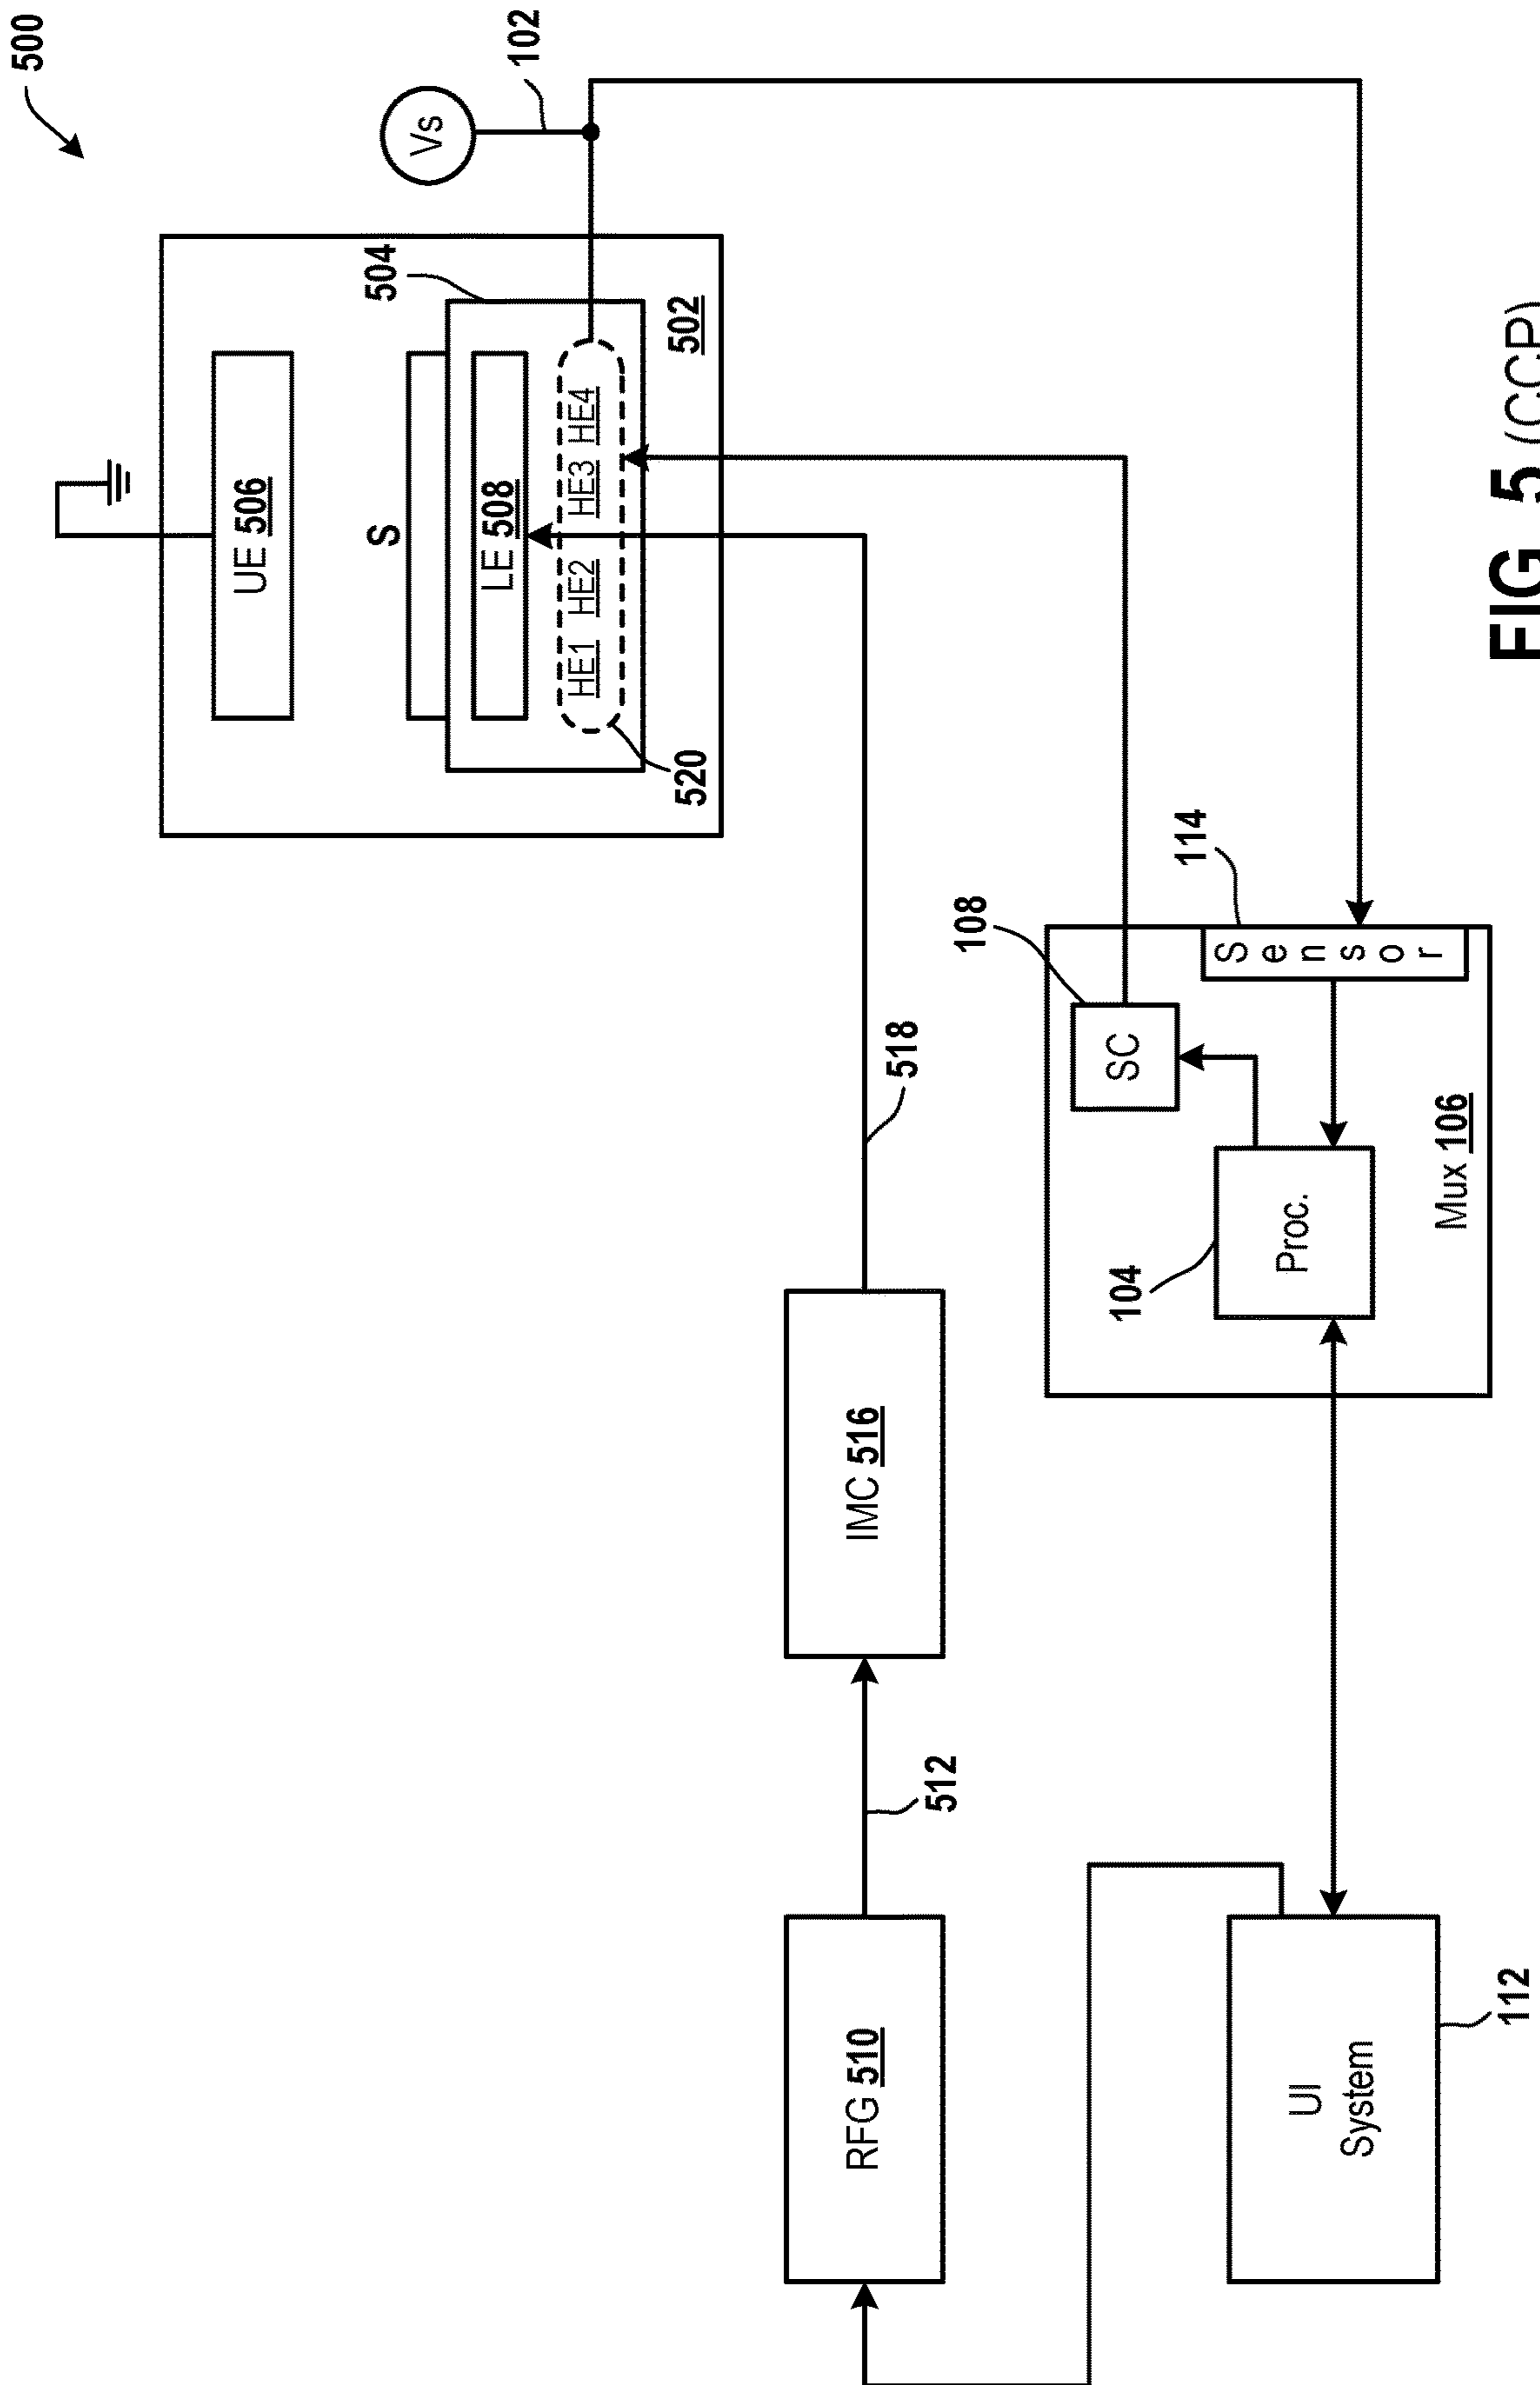 500
UE 506
S
504
LE 508
HE1 HE2 HE3 HE4
520
502
Vs
102
RFG 510
512
IMC 516
518
UI
System
112
104
Proc.
108
SC
114
Sensor
Mux 106
FIG. 5 (CCP)